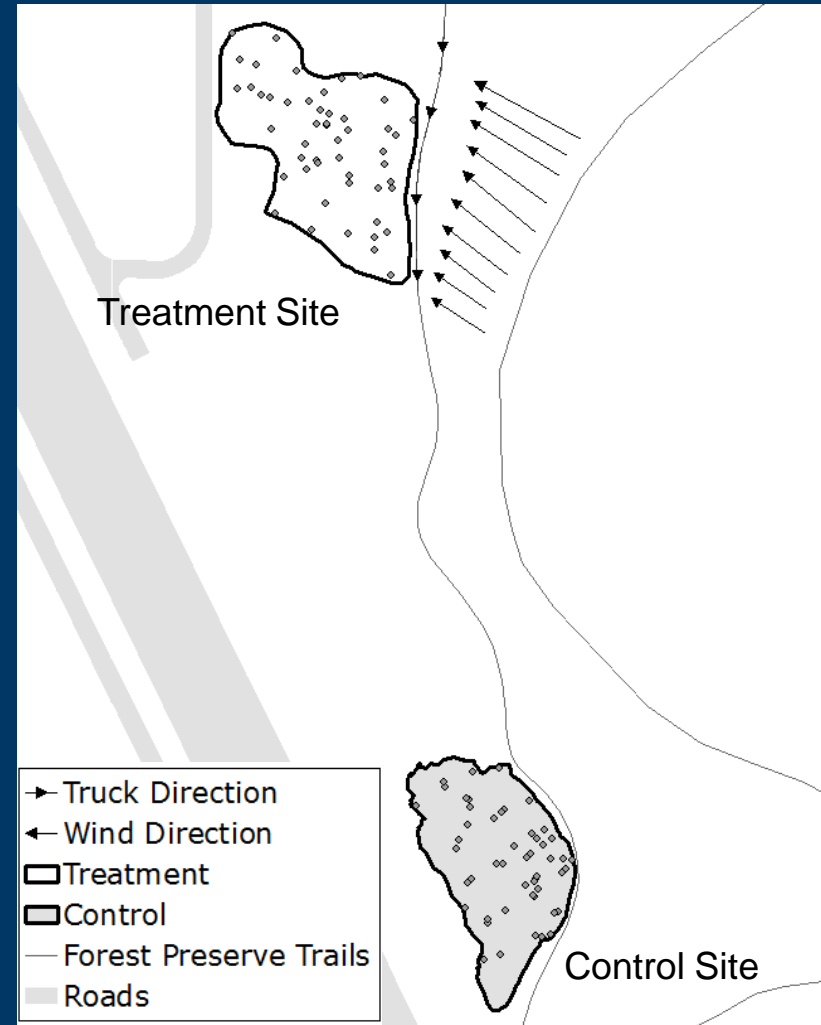 Treatment Site
Truck Direction
Wind Direction
Treatment
Control
Forest Preserve Trails
Roads
Control Site